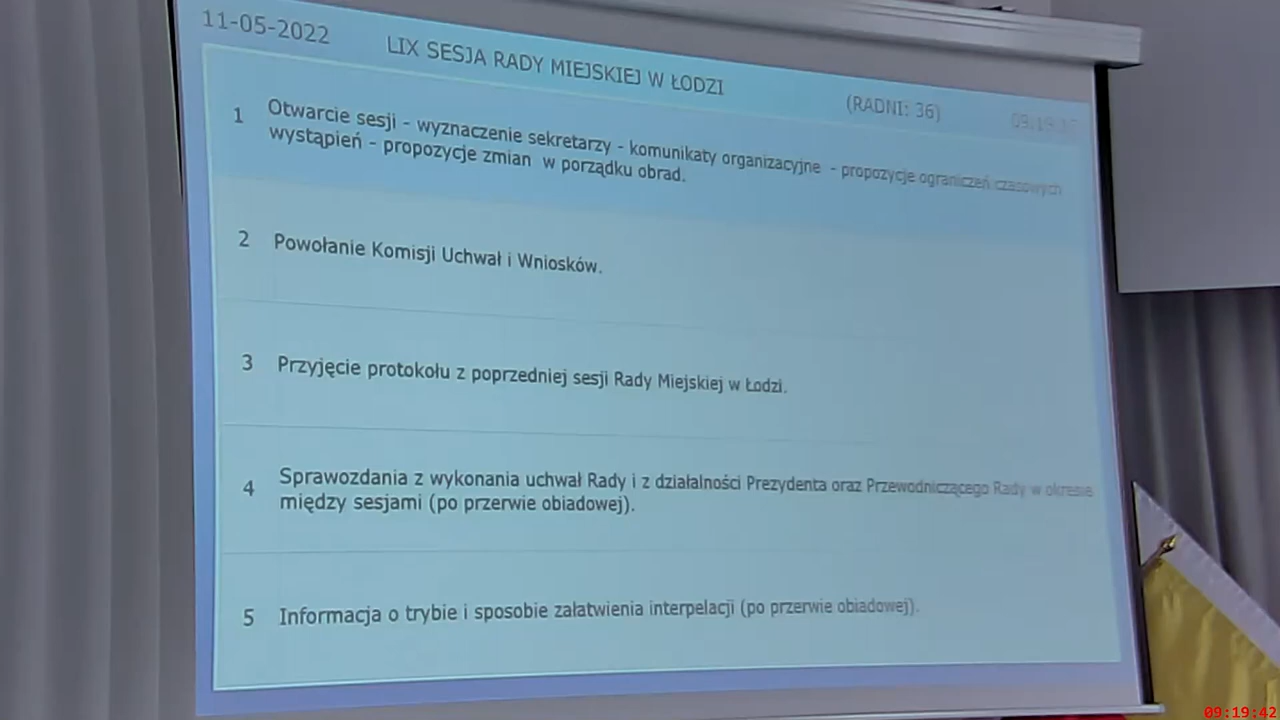 11-05-2022 LIX SESJA RADY MIEJSKIEJ W ŁODZI (RADNI: 36)
1 Otwarcie sesji - wyznaczenie sekretarzy - komunikaty organizacyjne - propozycje ograniczeń czasowych
wystąpień - propozycje zmian w porządku obrad.
2 Powołanie Komisji Uchwał i Wniosków.
3 Przyjęcie protokołu z poprzedniej sesji Rady Miejskiej w Łodzi.
4 Sprawozdania z wykonania uchwał Rady i z działalności Prezydenta oraz Przewodniczącego Rady w okresie
między sesjami (po przerwie obiadowej).
5 Informacja o trybie i sposobie załatwienia interpelacji (po przerwie obiadowej).
09:19:42